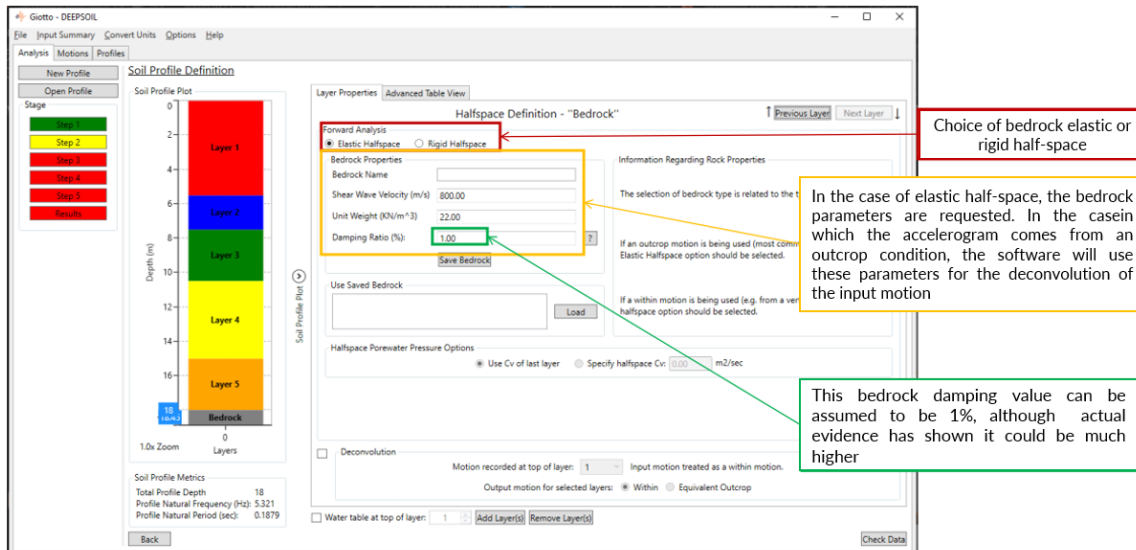 Giotto - DEEPSOIL
File Input Summary Convert Units Options Help
Analysis Motions Profiles
New Profile
Open Profile
Stage
Step 1
Step 2
Step 3
Step 4
Step 5
Results
Back
Soil Profile Definition
Soil Profile Plot
Depth (m)
0
2
4
6
8
10
12
14
16
18
Layer 1
Layer 2
Layer 3
Layer 4
Layer 5
Bedrock
0
1.0x Zoom
Layers
Soil Profile Plot
Soil Profile Metrics
Total Profile Depth 18
Profile Natural Frequency (Hz): 5.321
Profile Natural Period (sec): 0.1879
Layer Properties Advanced Table View
Halfspace Definition - "Bedrock"
Previous Layer Next Layer
Forward Analysis
Elastic Halfspace Rigid Halfspace
Bedrock Properties
Bedrock Name
Shear Wave Velocity (m/s) 800.00
Unit Weight (KN/m^3) 22.00
Damping Ratio (%): 1.00 ?
Save Bedrock
Use Saved Bedrock
Load
Information Regarding Rock Properties
The selection of bedrock type is related to the t
If an outcrop motion is being used (most comm
Elastic Halfspace option should be selected.
If a within motion is being used (e.g. from a ver
halfspace option should be selected.
Halfspace Porewater Pressure Options
Use Cv of last layer Specify halfspace Cv: 0.00 m2/sec
Deconvolution
Motion recorded at top of layer: 1 Input motion treated as a within motion.
Output motion for selected layers: Within Equivalent Outcrop
Water table at top of layer: 1 Add Layer(s) Remove Layer(s)
Check Data
Choice of bedrock elastic or
rigid half-space
In the case of elastic half-space, the bedrock
parameters are requested. In the casein
which the accelerogram comes from an
outcrop condition, the software will use
these parameters for the deconvolution of
the input motion
This bedrock damping value can be
assumed to be 1%, although actual
evidence has shown it could be much
higher